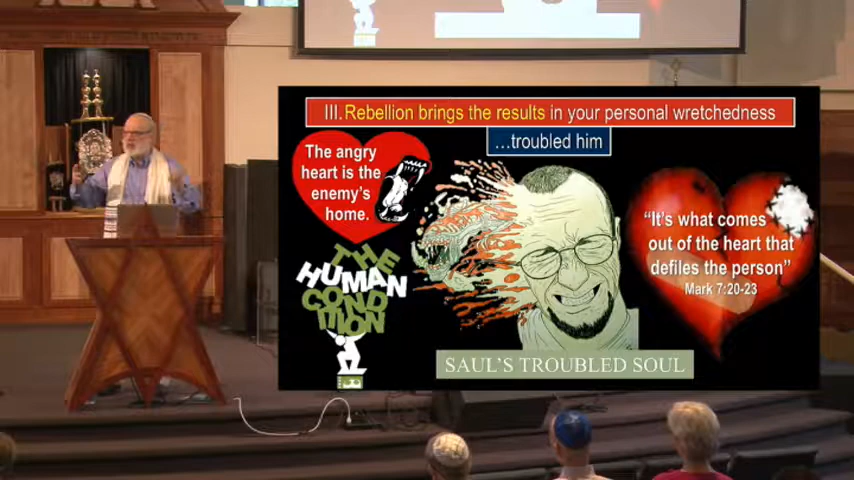 III. Rebellion brings the results in your personal wretchedness
...troubled him
The angry
heart is the
enemy's
home.
THE
HUMAN
COND
ITION
"It's what comes
out of the heart that
defiles the person"
Mark 7:20-23
SAUL'S TROUBLED SOUL